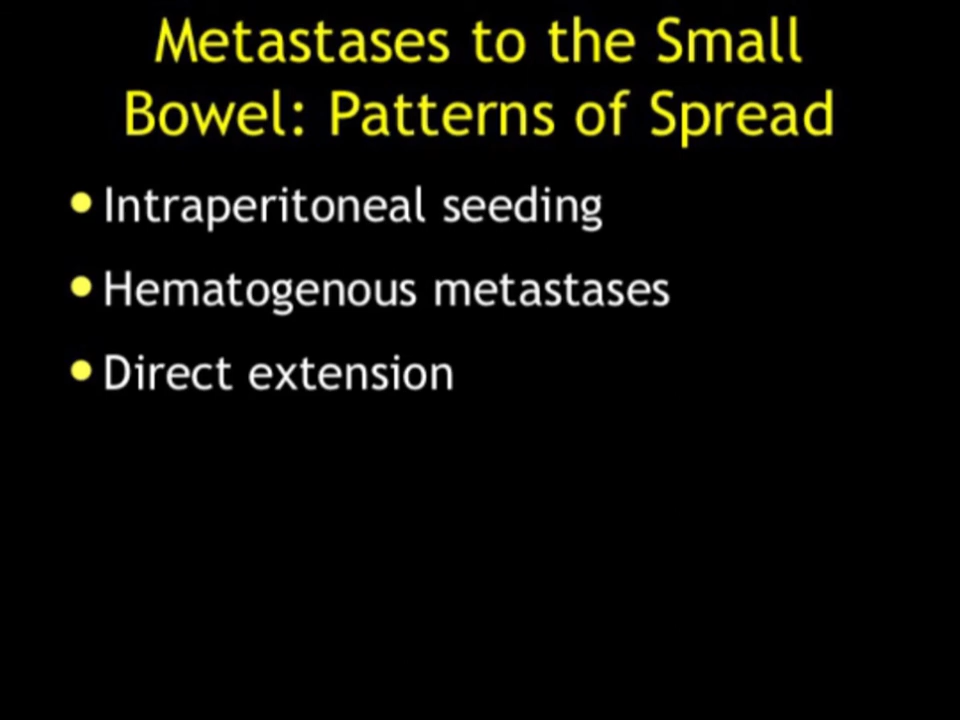 Metastases to the Small
Bowel: Patterns of Spread
• Intraperitoneal seeding
• Hematogenous metastases
• Direct extension